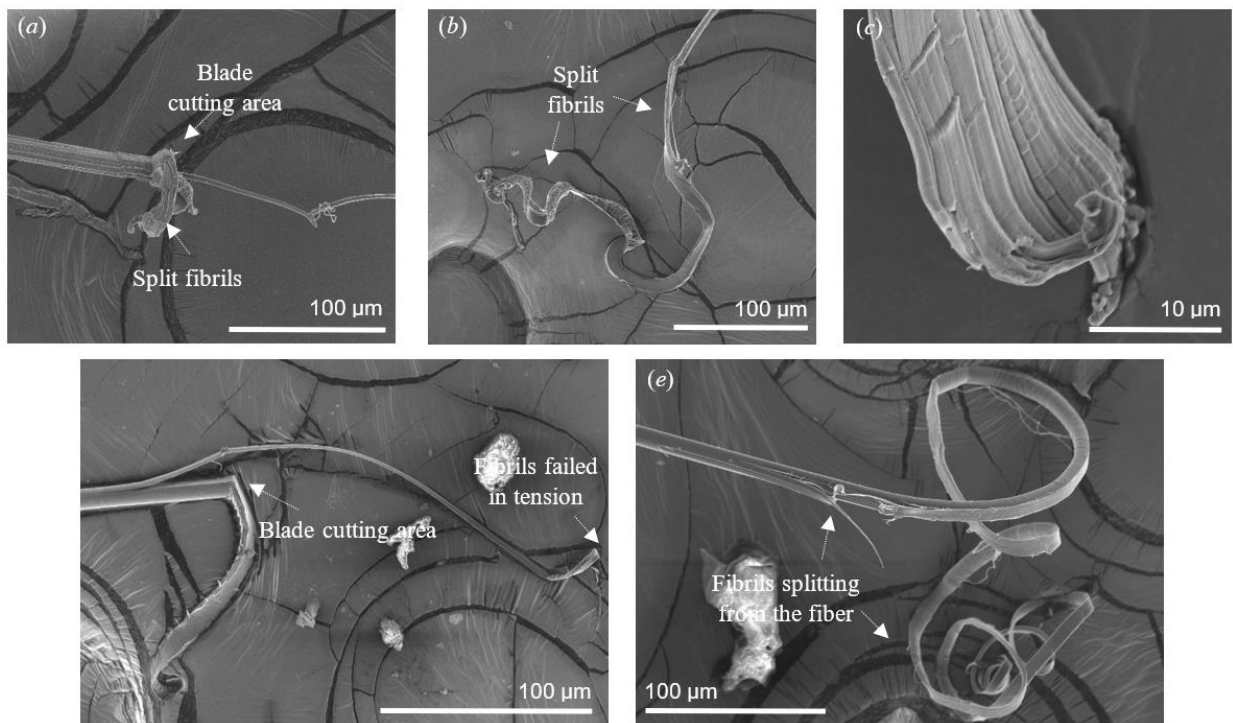 (a)
Blade
cutting area
Split fibrils
100 µm
(b)
Split
fibrils
100 µm
(c)
10 µm
Fibrils failed
in tension
Blade cutting area
100 µm
(e)
Fibrils splitting
from the fiber
100 µm